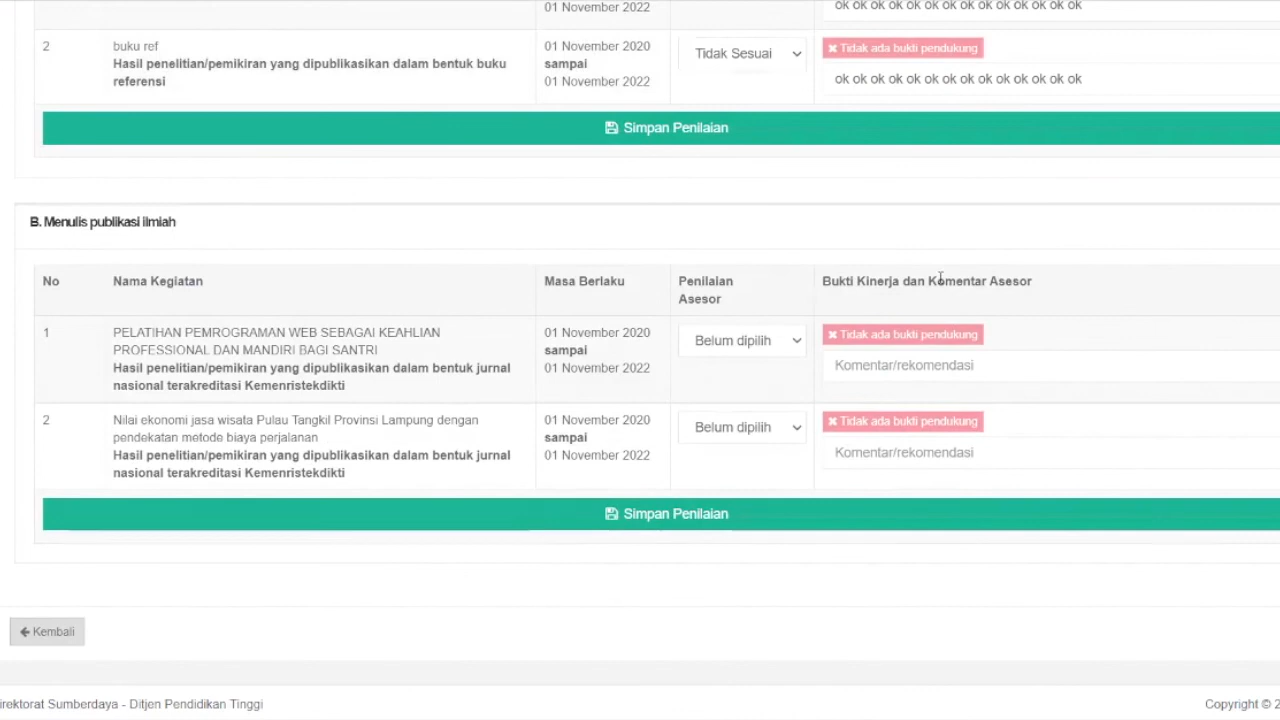 01 November 2022
ok ok ok ok ok ok ok ok ok ok ok ok ok ok
2
buku ref
Hasil penelitian/pemikiran yang dipublikasikan dalam bentuk buku
referensi
01 November 2020
sampai
01 November 2022
Tidak Sesuai
✖ Tidak ada bukti pendukung
ok ok ok ok ok ok ok ok ok ok ok ok ok ok
Simpan Penilaian
B. Menulis publikasi ilmiah
No
Nama Kegiatan
Masa Berlaku
Penilaian
Asesor
Bukti Kinerja dan Komentar Asesor
1
PELATIHAN PEMROGRAMAN WEB SEBAGAI KEAHLIAN
PROFESSIONAL DAN MANDIRI BAGI SANTRI
Hasil penelitian/pemikiran yang dipublikasikan dalam bentuk jurnal
nasional terakreditasi Kemenristekdikti
01 November 2020
sampai
01 November 2022
Belum dipilih
✖ Tidak ada bukti pendukung
Komentar/rekomendasi
2
Nilai ekonomi jasa wisata Pulau Tangkil Provinsi Lampung dengan
pendekatan metode biaya perjalanan
Hasil penelitian/pemikiran yang dipublikasikan dalam bentuk jurnal
nasional terakreditasi Kemenristekdikti
01 November 2020
sampai
01 November 2022
Belum dipilih
✖ Tidak ada bukti pendukung
Komentar/rekomendasi
Simpan Penilaian
← Kembali
irektorat Sumberdaya - Ditjen Pendidikan Tinggi
Copyright © 2